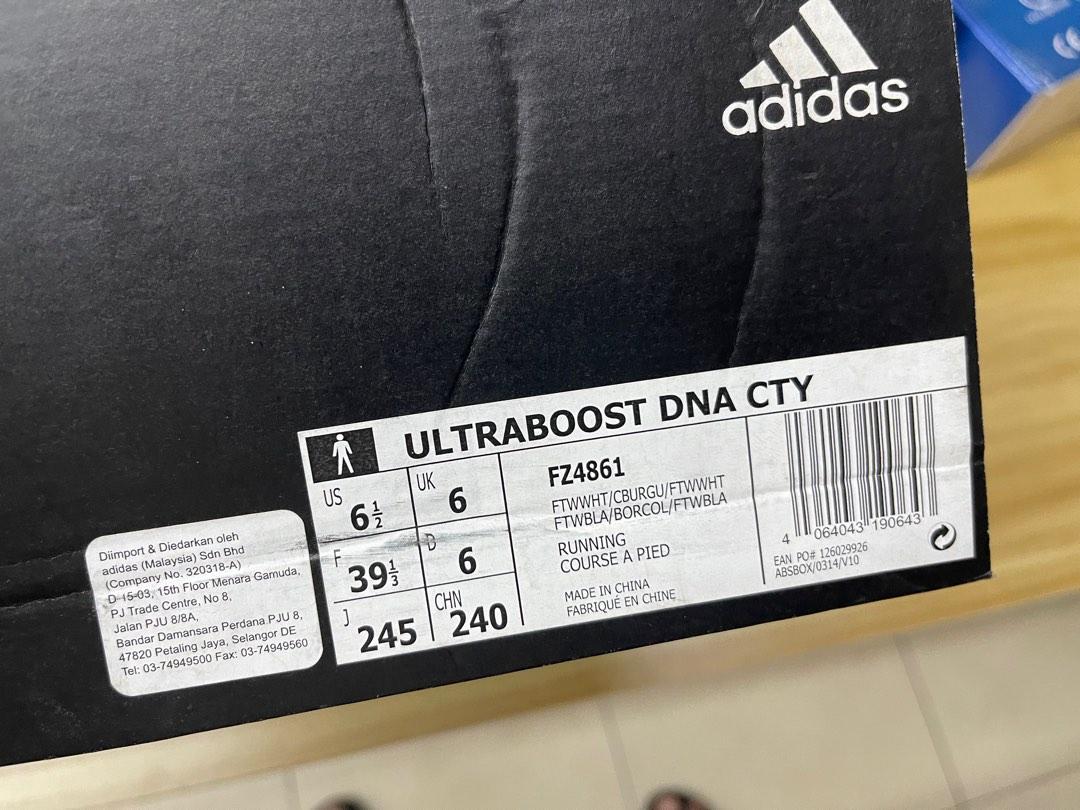 adidas
ULTRABOOST DNA CTY
US
6½
UK
6
F
39⅓
D
6
J
245
CHN
240
FZ4861
FTWWHT/CBURGU/FTWWHT
FTWBLA/BORCOL/FTWBLA
RUNNING
COURSE A PIED
MADE IN CHINA
FABRIQUÉ EN CHINE
4 064043 190643
EAN PO# 126029926
ABSBOX/0314/V10
Diimport & Diedarkan oleh
adidas (Malaysia) Sdn Bhd
(Company No. 320318-A)
D-15-03, 15th Floor Menara Gamuda,
PJ Trade Centre, No 8,
Jalan PJU 8/8A,
Bandar Damansara Perdana PJU 8,
47820 Petaling Jaya, Selangor DE
Tel: 03-74949500 Fax: 03-74949560